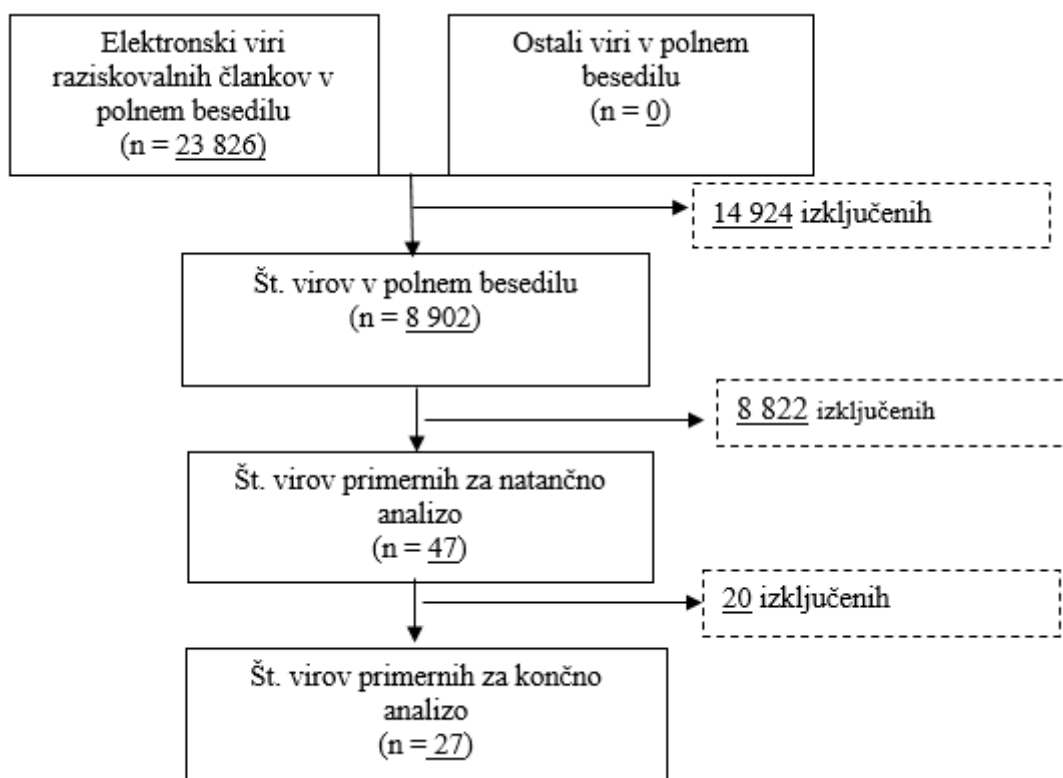 Elektronski viri
raziskovalnih člankov v
polnem besedilu
(n = 23 826)
Ostali viri v polnem
besedilu
(n = 0)
14 924 izključenih
Št. virov v polnem besedilu
(n = 8 902)
8 822 izključenih
Št. virov primernih za natančno
analizo
(n = 47)
20 izključenih
Št. virov primernih za končno
analizo
(n = 27)